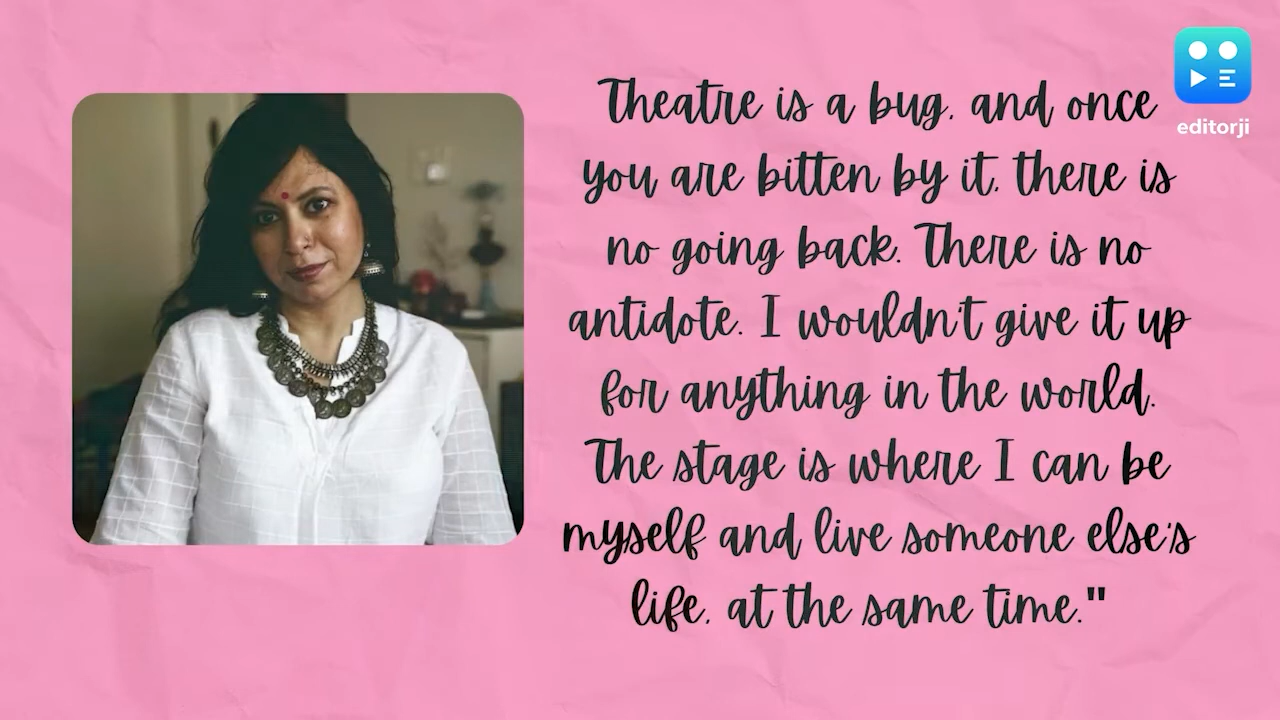 Theatre is a bug, and once
you are bitten by it, there is
no going back. There is no
antidote. I wouldn't give it up
for anything in the world.
The stage is where I can be
myself and live someone else's
life, at the same time."
editorji